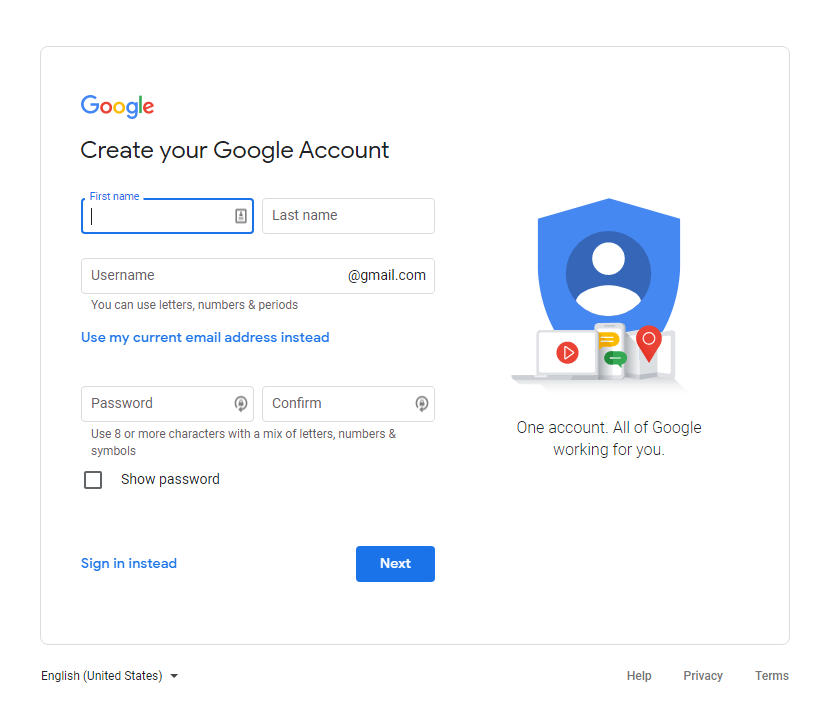 Google
Create your Google Account
First name
Last name
Username @gmail.com
You can use letters, numbers & periods
Use my current email address instead
Password Confirm
Use 8 or more characters with a mix of letters, numbers &
symbols
Show password
Sign in instead Next
One account. All of Google
working for you.
English (United States) Help Privacy Terms